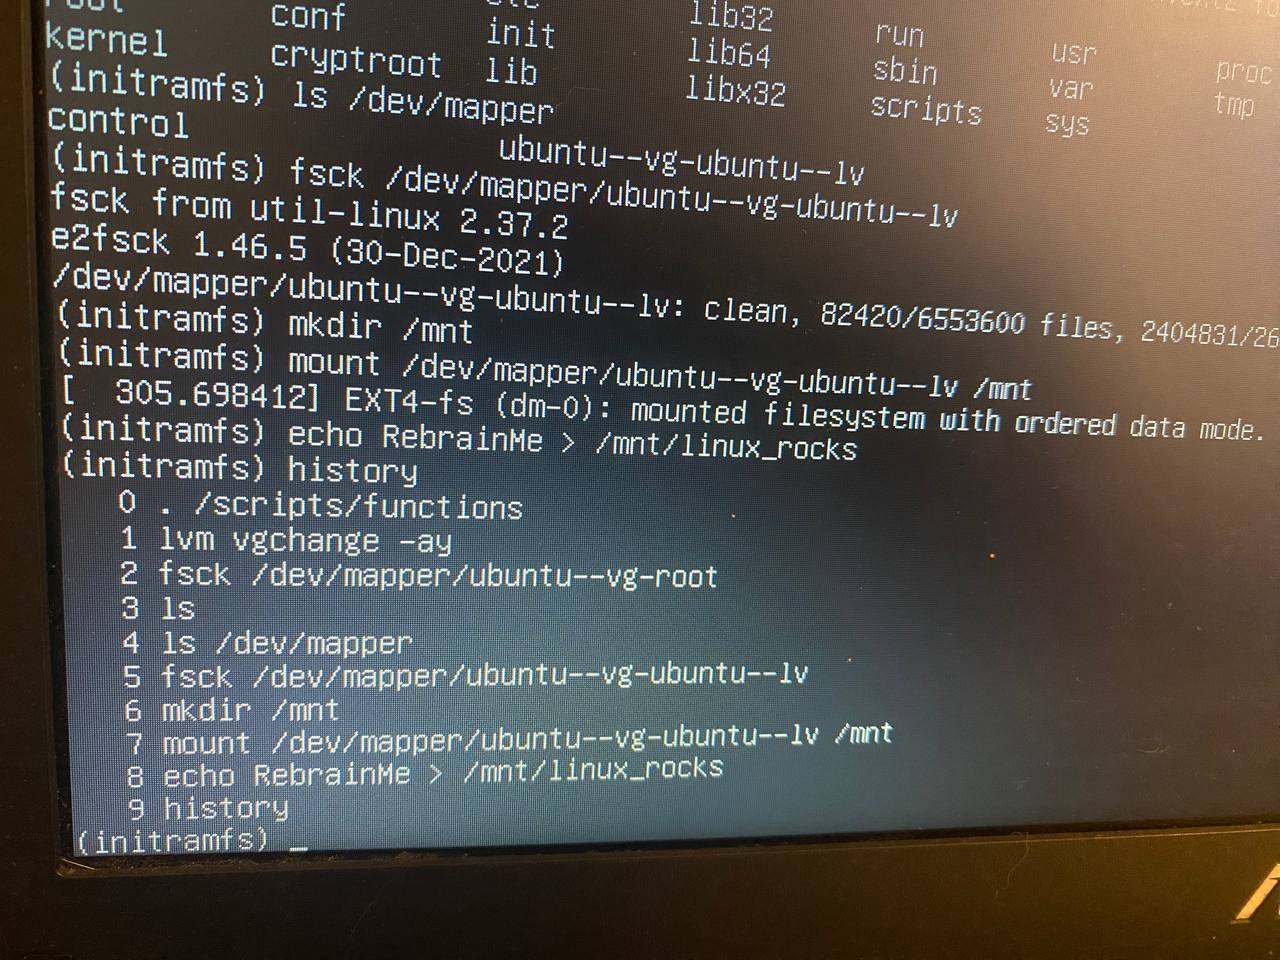 root conf etc lib32 run usr proc
kernel cryptroot init lib64 sbin var tmp
lib libx32 scripts sys
(initramfs) ls /dev/mapper
control ubuntu--vg-ubuntu--lv
(initramfs) fsck /dev/mapper/ubuntu--vg-ubuntu--lv
fsck from util-linux 2.37.2
e2fsck 1.46.5 (30-Dec-2021)
/dev/mapper/ubuntu--vg-ubuntu--lv: clean, 82420/6553600 files, 2404831/26
(initramfs) mkdir /mnt
(initramfs) mount /dev/mapper/ubuntu--vg-ubuntu--lv /mnt
[  305.698412] EXT4-fs (dm-0): mounted filesystem with ordered data mode.
(initramfs) echo RebrainMe > /mnt/linux_rocks
(initramfs) history
0 . /scripts/functions
1 lvm vgchange -ay
2 fsck /dev/mapper/ubuntu--vg-root
3 ls
4 ls /dev/mapper
5 fsck /dev/mapper/ubuntu--vg-ubuntu--lv
6 mkdir /mnt
7 mount /dev/mapper/ubuntu--vg-ubuntu--lv /mnt
8 echo RebrainMe > /mnt/linux_rocks
9 history
(initramfs) _